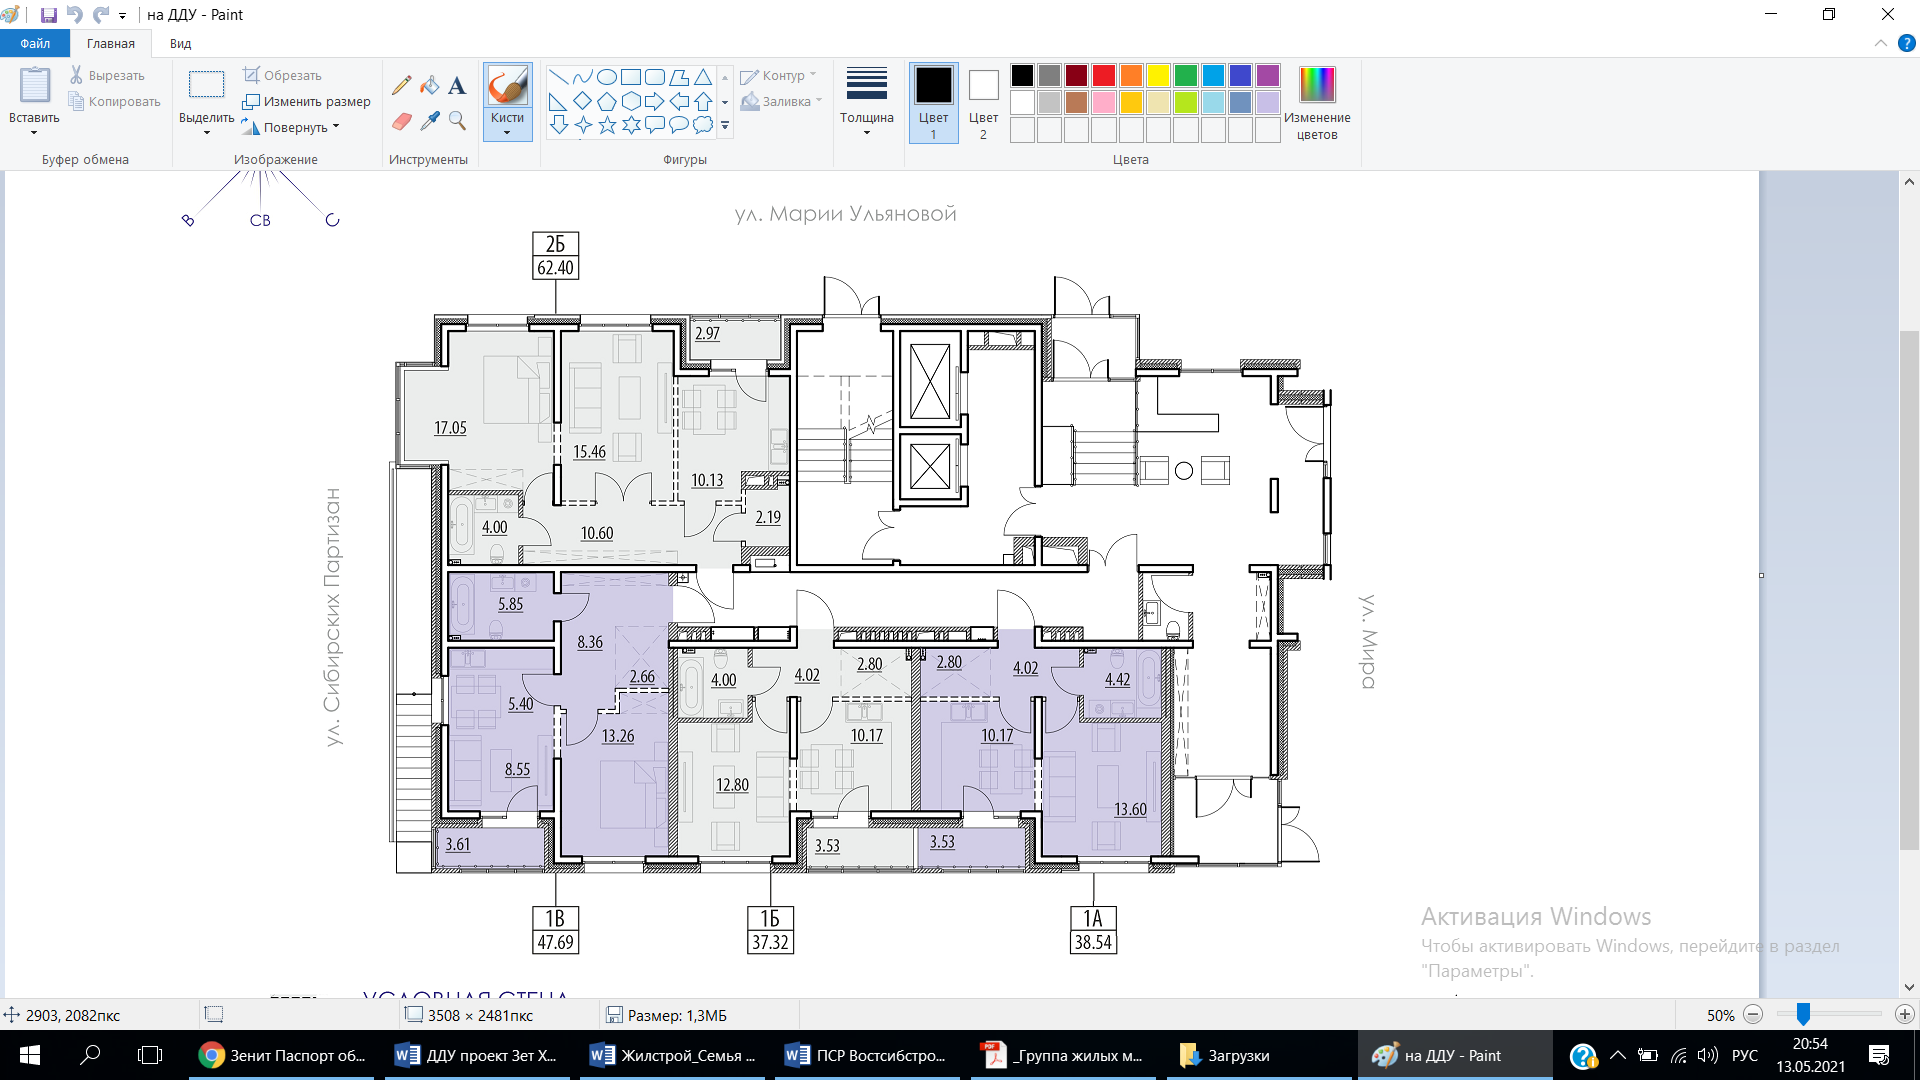 на ДДУ - Paint
Файл
Главная
Вид
Вставить
Вырезать
Копировать
Буфер обмена
Выделить
Обрезать
Изменить размер
Повернуть
Изображение
A
Инструменты
Кисти
Контур
Заливка
Фигуры
Толщина
Цвет 1
Цвет 2
Изменение цветов
Цвета
В
СВ
С
ул. Марии Ульяновой
2Б
62.40
2.97
17.05
15.46
10.13
4.00
10.60
2.19
ул. Сибирских Партизан
ул. Мира
5.85
8.36
2.66
5.40
13.26
8.55
3.61
4.00
4.02
2.80
10.17
12.80
3.53
2.80
4.02
4.42
10.17
13.60
3.53
1В
47.69
1Б
37.32
1А
38.54
Активация Windows
Чтобы активировать Windows, перейдите в раздел
"Параметры".
УСЛОВНАЯ СТЕНА
2903, 2082пкс
3508 × 2481пкс
Размер: 1,3МБ
50%
Зенит Паспорт об...
ДДУ проект Зет Х...
Жилстрой_Семья ...
ПСР Востсибстро...
_Группа жилых м...
Загрузки
на ДДУ - Paint
РУС
20:54
13.05.2021